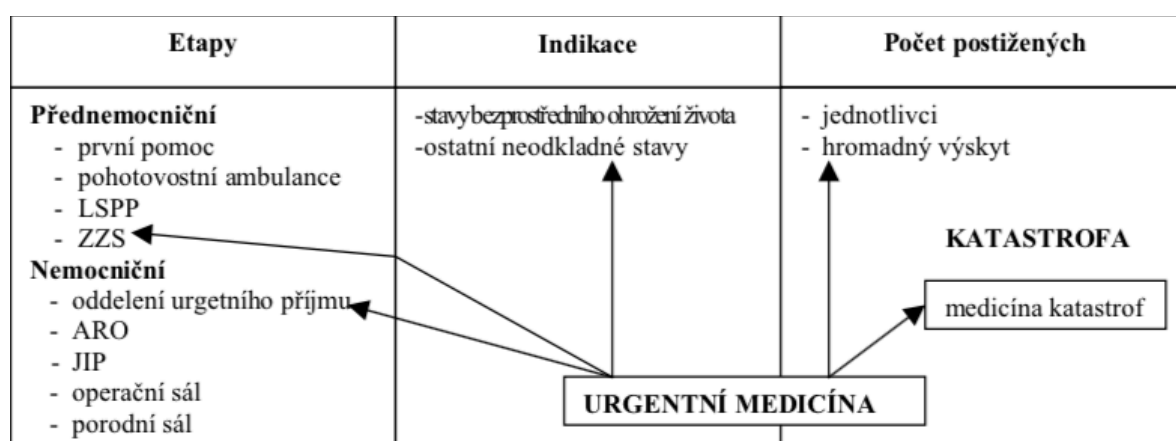 Etapy
Indikace
Počet postižených
Přednemocniční
- první pomoc
- pohotovostní ambulance
- LSPP
- ZZS
Nemocniční
- oddelení urgetního příjmu
- ARO
- JIP
- operační sál
- porodní sál
-stavy bezprostředního ohrožení života
-ostatní neodkladné stavy
- jednotlivci
- hromadný výskyt
KATASTROFA
medicína katastrof
URGENTNÍ MEDICÍNA